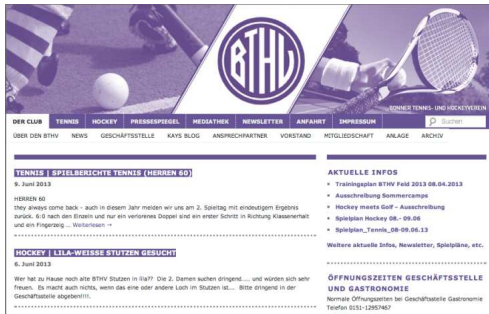 BTHV
BONNER TENNIS- UND HOCKEYVEREIN
DER CLUB TENNIS HOCKEY PRESSESPIEGEL MEDIATHEK NEWSLETTER ANFAHRT IMPRESSUM Suchen
ÜBER DEN BTHV NEWS GESCHÄFTSSTELLE KAYS BLOG ANSPRECHPARTNER VORSTAND MITGLIEDSCHAFT ANLAGE ARCHIV
TENNIS | SPIELBERICHTE TENNIS (HERREN 60)
9. Juni 2013
HERREN 60
they always come back – auch in diesem Jahr melden wir uns am 2. Spieltag mit eindeutigem Ergebnis
zurück. 6:0 nach den Einzeln und nur ein verlorenes Doppel sind ein erster Schritt in Richtung Klassenerhalt
und ein Fingerzeig ... Weiterlesen →
HOCKEY | LILA-WEISSE STUTZEN GESUCHT
6. Juni 2013
Wer hat zu Hause noch alte BTHV Stutzen in lila?? Die 2. Damen suchen dringend.... und würden sich sehr
freuen. Es macht auch nichts, wenn das eine oder andere Loch im Stutzen ist.... Bitte dringend in der
Geschäftsstelle abgeben!!!!.
AKTUELLE INFOS
Trainingsplan BTHV Feld 2013 08.04.2013
Ausschreibung Sommercamps
Hockey meets Golf – Ausschreibung
Spielplan Hockey 08.- 09.06
Spielplan_Tennis_08-09.06.13
Weitere aktuelle Infos, Newsletter, Spielpläne, etc.
ÖFFNUNGSZEITEN GESCHÄFTSSTELLE
UND GASTRONOMIE
Normale Öffnungszeiten bei Geschäftsstelle Gastronomie
Telefon 0151-12957467